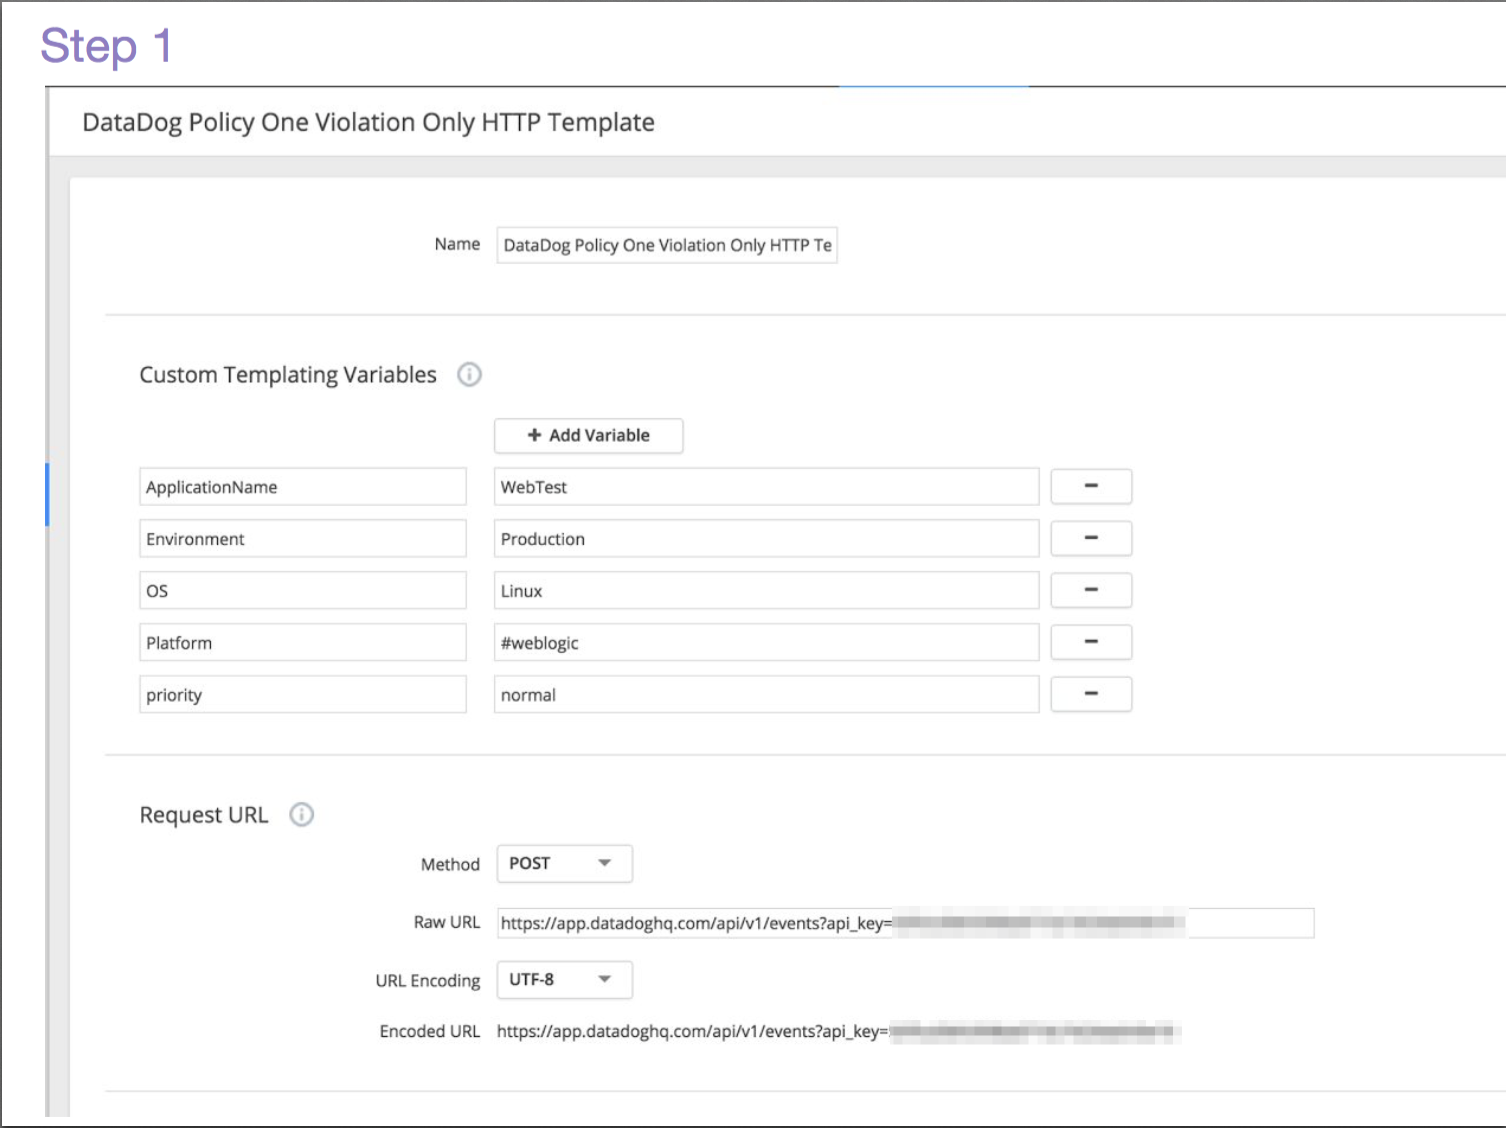 Step 1
DataDog Policy One Violation Only HTTP Template
Name DataDog Policy One Violation Only HTTP Te
Custom Templating Variables
+ Add Variable
ApplicationName WebTest
Environment Production
OS Linux
Platform #weblogic
priority normal
Request URL
Method POST
Raw URL https://app.datadoghq.com/api/v1/events?api_key=
URL Encoding UTF-8
Encoded URL https://app.datadoghq.com/api/v1/events?api_key=